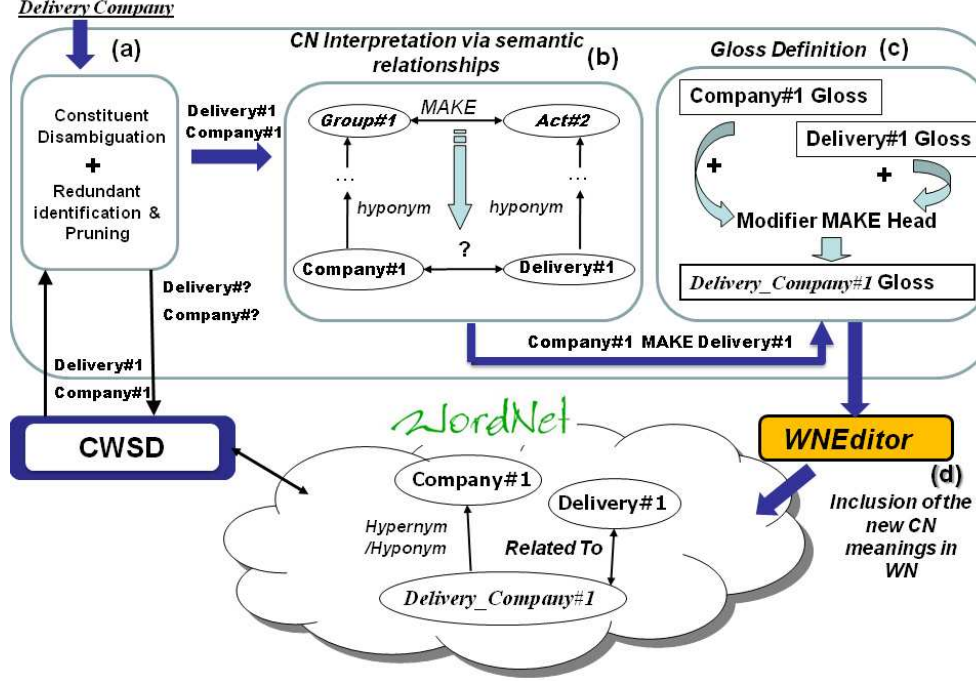 Delivery Company
(a)
Constituent
Disambiguation
+
Redundant
identification &
Pruning
Delivery#1
Company#1
CN Interpretation via semantic
relationships
(b)
Group#1
MAKE
Act#2
...
...
hyponym
hyponym
?
Company#1
Delivery#1
Gloss Definition
(c)
Company#1 Gloss
Delivery#1 Gloss
+
+
Modifier MAKE Head
Delivery_Company#1 Gloss
Delivery#?
Company#?
Company#1 MAKE Delivery#1
Delivery#1
Company#1
CWSD
WordNet
Company#1
Delivery#1
Hypernym
/Hyponym
Related To
Delivery_Company#1
WNEditor
(d)
Inclusion of the
new CN
meanings in
WN